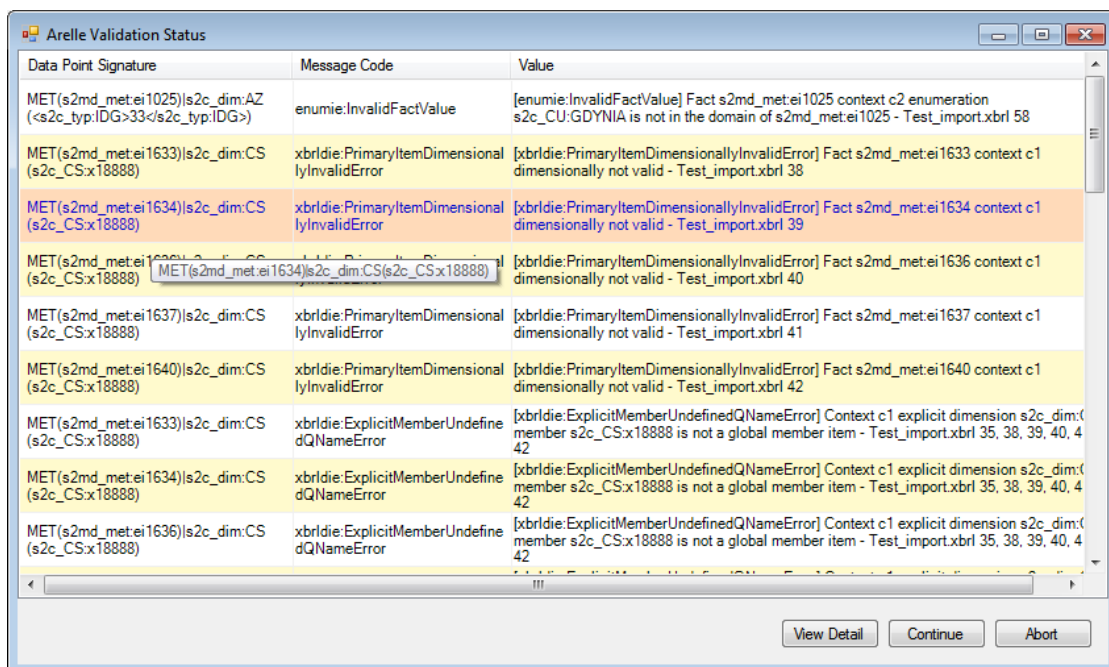 Arelle Validation Status
Data Point Signature Message Code Value
MET(s2md_met:ei1025)|s2c_dim:AZ
(<s2c_typ:IDG>33</s2c_typ:IDG>)
enumie:InvalidFactValue
[enumie:InvalidFactValue] Fact s2md_met:ei1025 context c2 enumeration
s2c_CU:GDYNIA is not in the domain of s2md_met:ei1025 - Test_import.xbrl 58
MET(s2md_met:ei1633)|s2c_dim:CS
(s2c_CS:x18888)
xbrldie:PrimaryItemDimensional
lyInvalidError
[xbrldie:PrimaryItemDimensionallyInvalidError] Fact s2md_met:ei1633 context c1
dimensionally not valid - Test_import.xbrl 38
MET(s2md_met:ei1634)|s2c_dim:CS
(s2c_CS:x18888)
xbrldie:PrimaryItemDimensional
lyInvalidError
[xbrldie:PrimaryItemDimensionallyInvalidError] Fact s2md_met:ei1634 context c1
dimensionally not valid - Test_import.xbrl 39
(s2c_CS:x18888)
MET(s2md_met:ei1634)|s2c_dim:CS(s2c_CS:x18888)
[xbrldie:PrimaryItemDimensionallyInvalidError] Fact s2md_met:ei1636 context c1
dimensionally not valid - Test_import.xbrl 40
MET(s2md_met:ei1637)|s2c_dim:CS
(s2c_CS:x18888)
xbrldie:PrimaryItemDimensional
lyInvalidError
[xbrldie:PrimaryItemDimensionallyInvalidError] Fact s2md_met:ei1637 context c1
dimensionally not valid - Test_import.xbrl 41
MET(s2md_met:ei1640)|s2c_dim:CS
(s2c_CS:x18888)
xbrldie:PrimaryItemDimensional
lyInvalidError
[xbrldie:PrimaryItemDimensionallyInvalidError] Fact s2md_met:ei1640 context c1
dimensionally not valid - Test_import.xbrl 42
MET(s2md_met:ei1633)|s2c_dim:CS
(s2c_CS:x18888)
xbrldie:ExplicitMemberUndefine
dQNameError
[xbrldie:ExplicitMemberUndefinedQNameError] Context c1 explicit dimension s2c_dim:
member s2c_CS:x18888 is not a global member item - Test_import.xbrl 35, 38, 39, 40, 4
42
MET(s2md_met:ei1634)|s2c_dim:CS
(s2c_CS:x18888)
xbrldie:ExplicitMemberUndefine
dQNameError
[xbrldie:ExplicitMemberUndefinedQNameError] Context c1 explicit dimension s2c_dim:
member s2c_CS:x18888 is not a global member item - Test_import.xbrl 35, 38, 39, 40, 4
42
MET(s2md_met:ei1636)|s2c_dim:CS
(s2c_CS:x18888)
xbrldie:ExplicitMemberUndefine
dQNameError
[xbrldie:ExplicitMemberUndefinedQNameError] Context c1 explicit dimension s2c_dim:
member s2c_CS:x18888 is not a global member item - Test_import.xbrl 35, 38, 39, 40, 4
42
View Detail Continue Abort